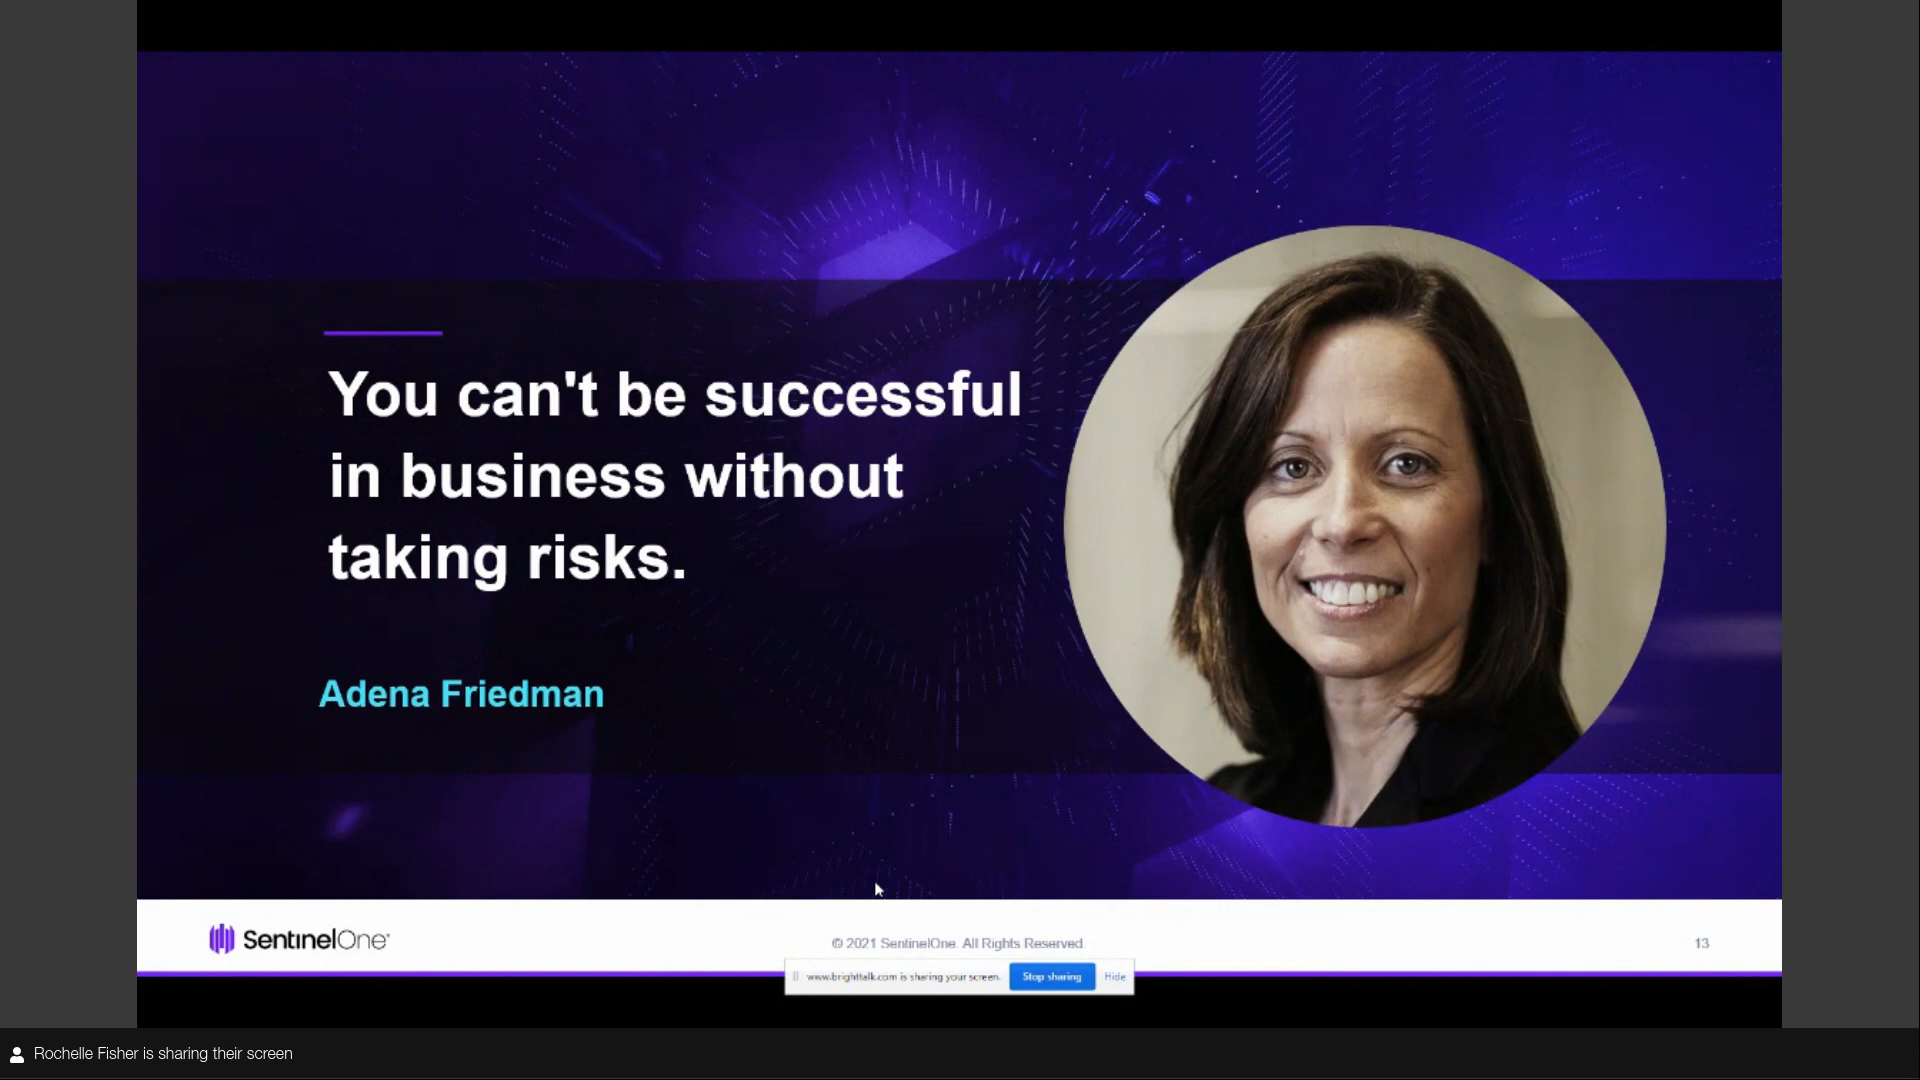 You can't be successful
in business without
taking risks.
Adena Friedman
SentinelOne
© 2021 SentinelOne. All Rights Reserved.
13
www.brighttalk.com is sharing your screen. Stop sharing Hide
Rochelle Fisher is sharing their screen